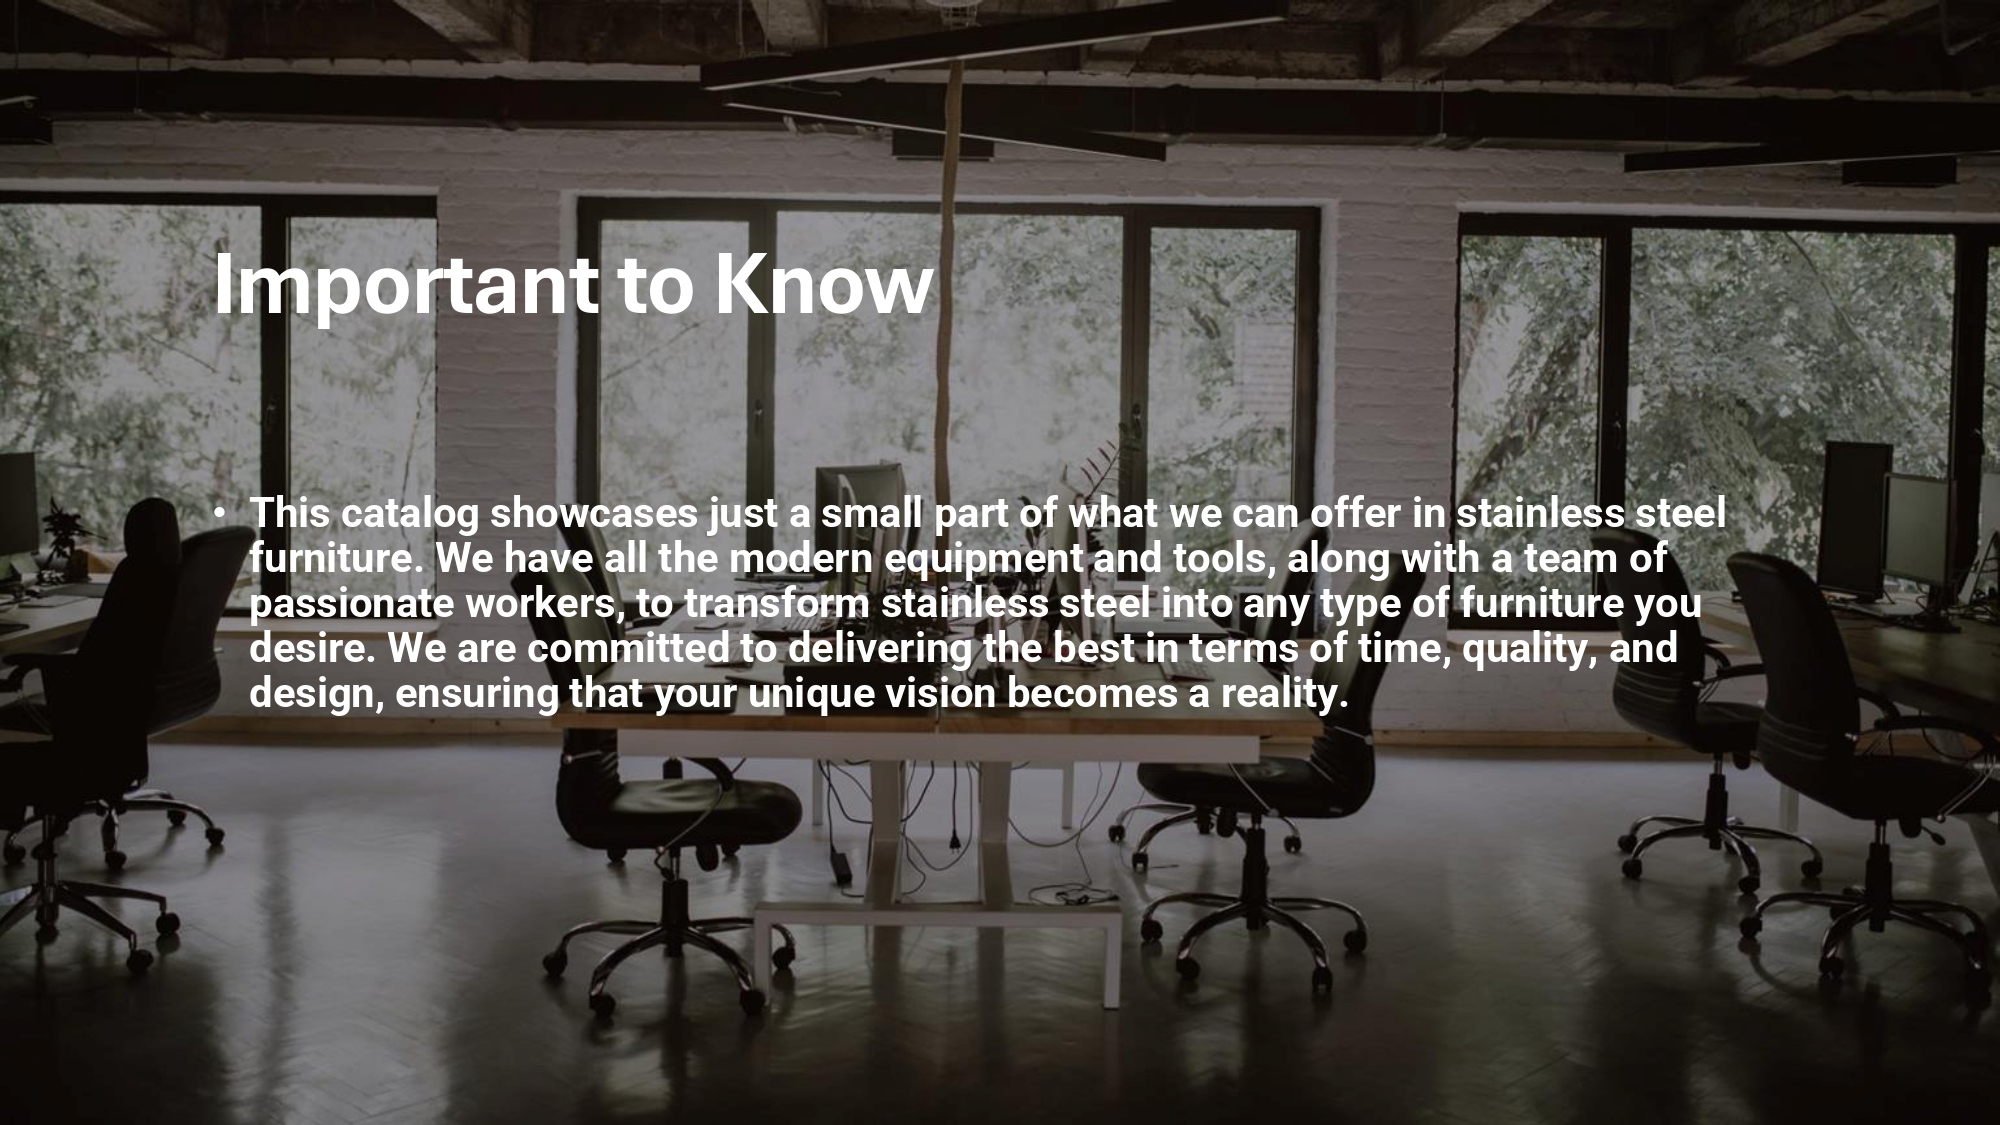 Important to Know
• This catalog showcases just a small part of what we can offer in stainless steel
furniture. We have all the modern equipment and tools, along with a team of
passionate workers, to transform stainless steel into any type of furniture you
desire. We are committed to delivering the best in terms of time, quality, and
design, ensuring that your unique vision becomes a reality.